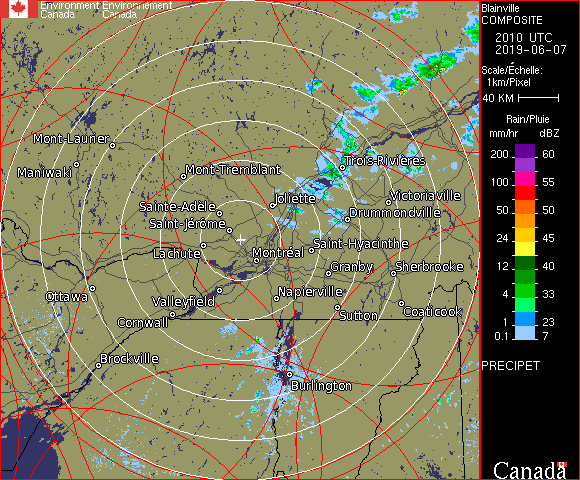 Environment Environnement
Canada Canada
Blainville
COMPOSITE
2010 UTC
2019-06-07
Scale/Échelle:
1km/Pixel
40 KM
Rain/Pluie
mm/hr dBZ
200 60
150 57
100 55
50 50
24 45
12 40
4 33
1 23
0.1 7
PRECIPET
Canada
Mont-Laurier
Maniwaki
Mont-Tremblant
Trois-Rivières
Sainte-Adèle
Joliette
Victoriaville
Saint-Jérôme
Drummondville
Lachute
Montréal
Saint-Hyacinthe
Granby
Sherbrooke
Ottawa
Valleyfield
Napierville
Cornwall
Sutton
Coaticook
Brockville
Burlington